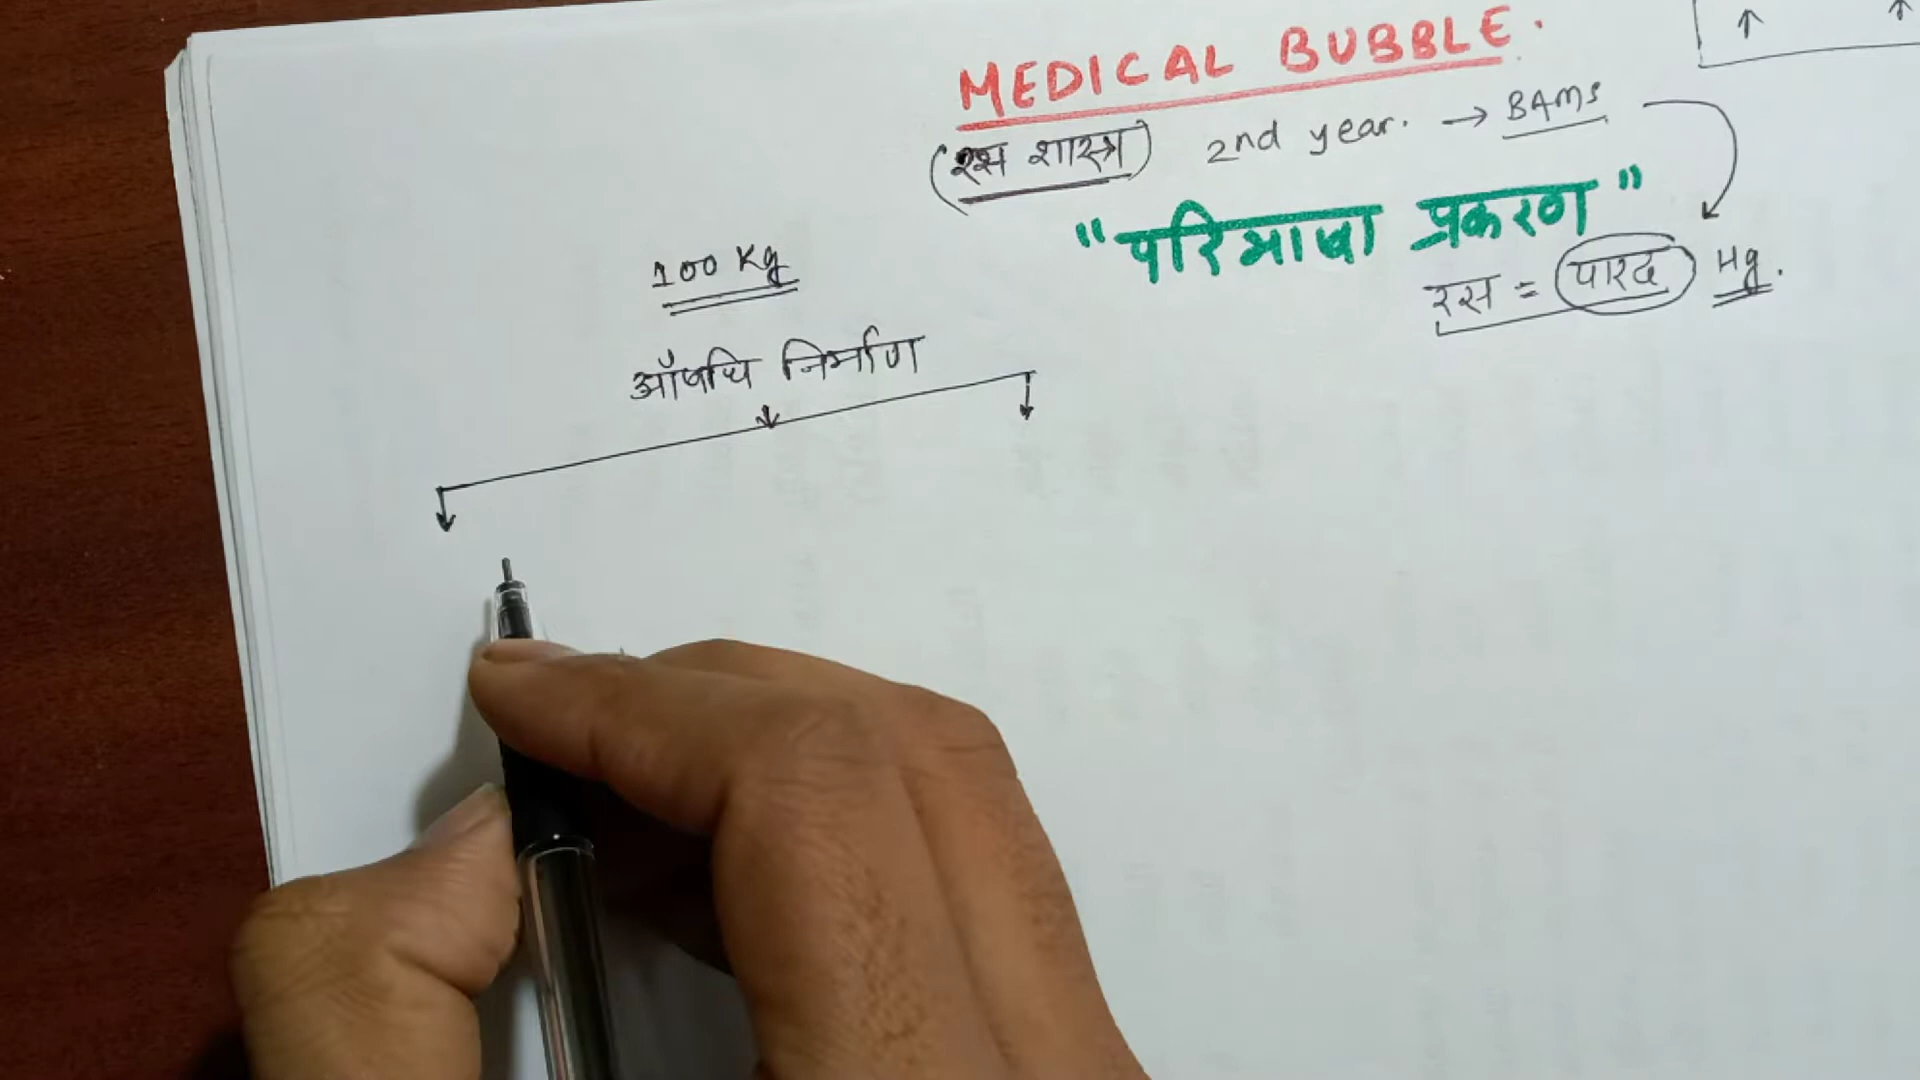 MEDICAL BUBBLE.
(रस शास्त्र) 2nd year. → BAMS
"परिभाषा प्रकरण"
रस = पारद Hg.
100 Kg
औषधि निर्माण